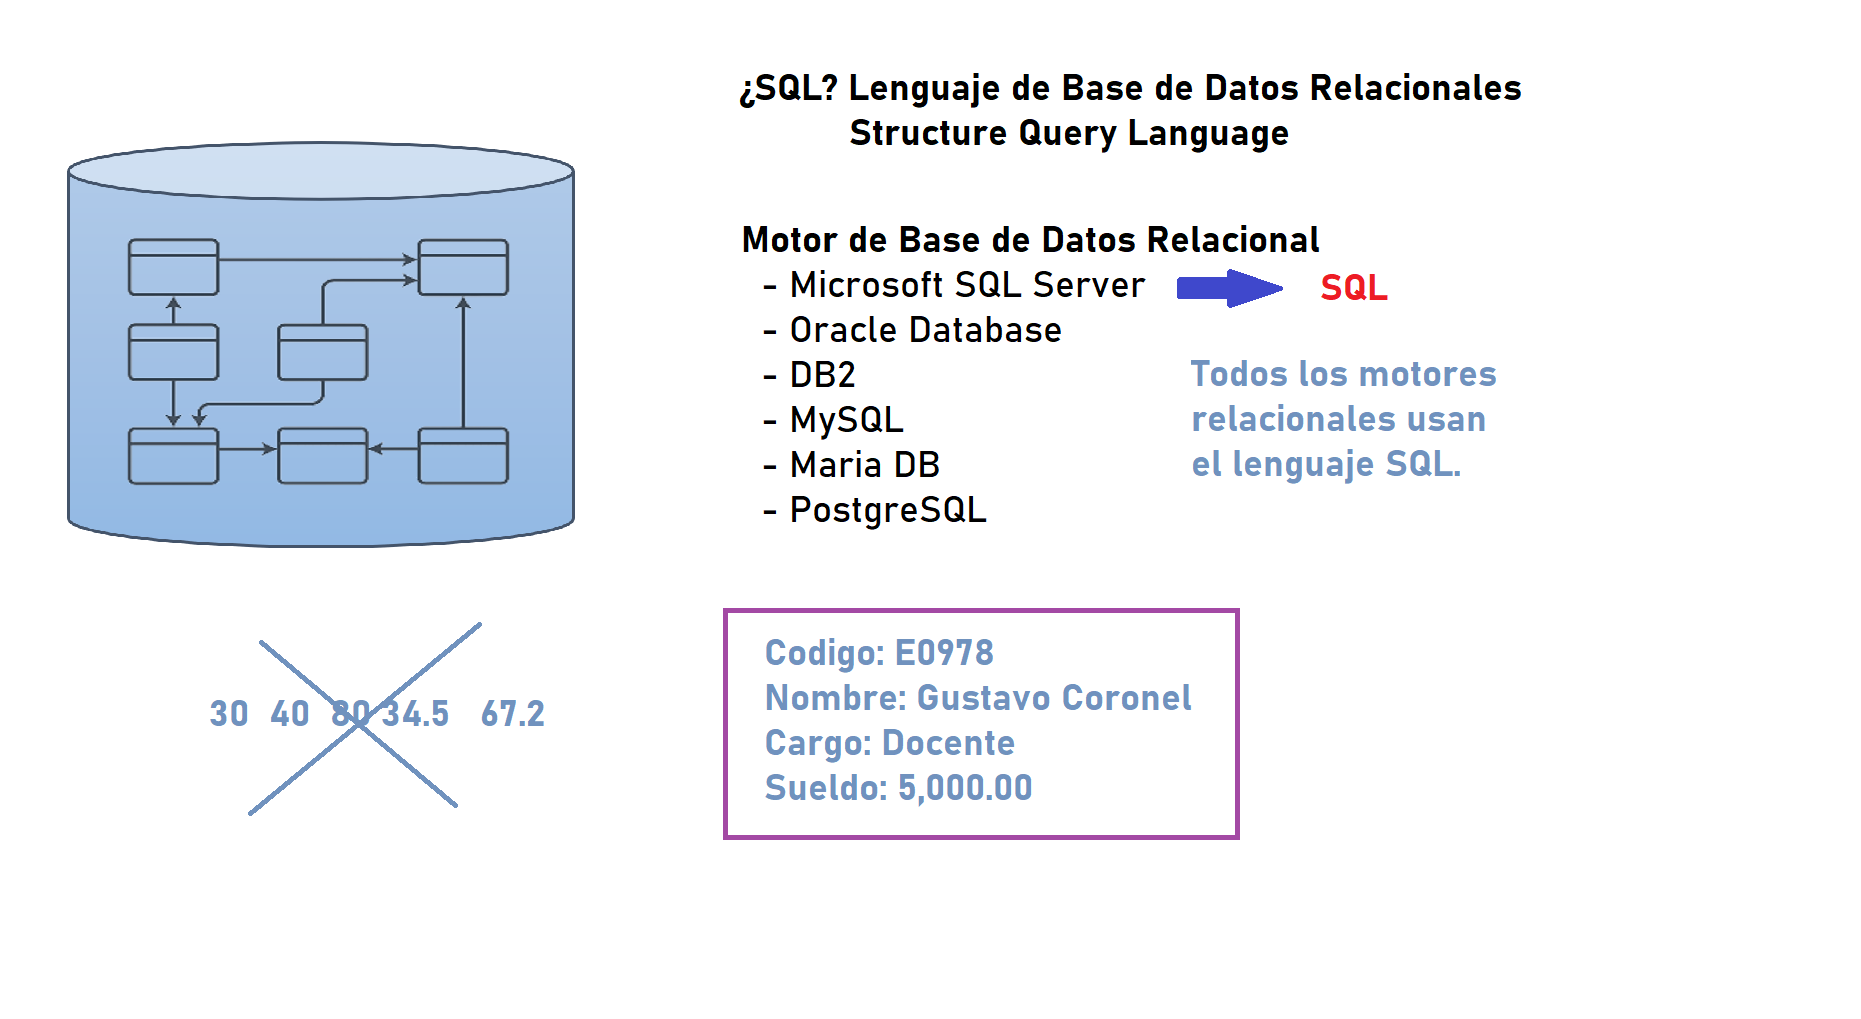 ¿SQL? Lenguaje de Base de Datos Relacionales
Structure Query Language
Motor de Base de Datos Relacional
- Microsoft SQL Server
SQL
- Oracle Database
- DB2
- MySQL
- Maria DB
- PostgreSQL
Todos los motores
relacionales usan
el lenguaje SQL.
30 40 80 34.5 67.2
Codigo: E0978
Nombre: Gustavo Coronel
Cargo: Docente
Sueldo: 5,000.00